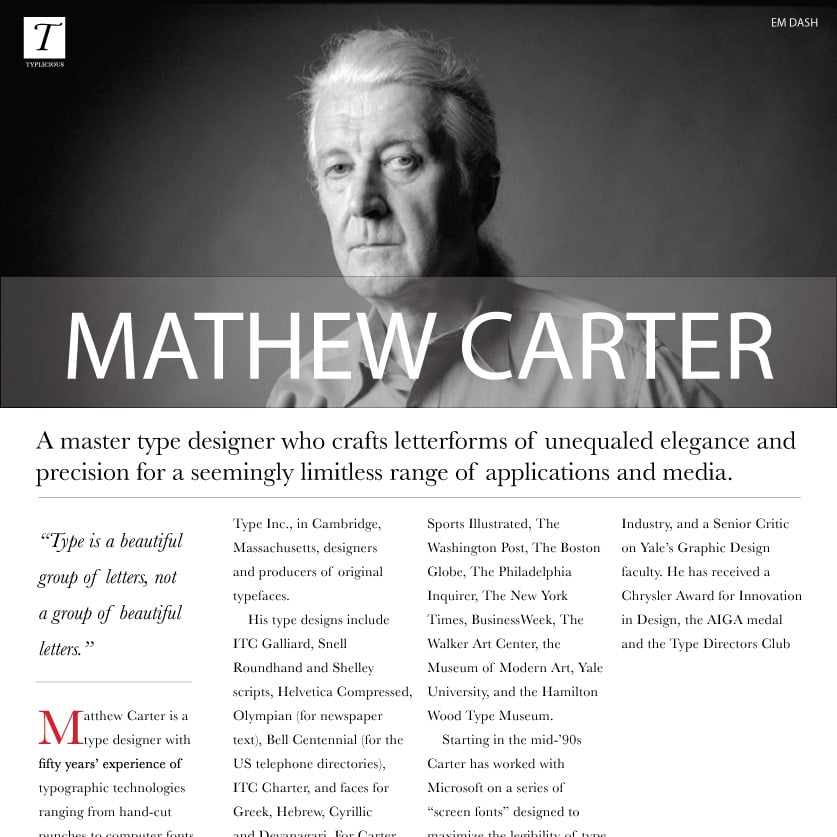 T
TYPLICIOUS
EM DASH
MATHEW CARTER
A master type designer who crafts letterforms of unequaled elegance and
precision for a seemingly limitless range of applications and media.
“Type is a beautiful
group of letters, not
a group of beautiful
letters.”
Matthew Carter is a
type designer with
fifty years’ experience of
typographic technologies
ranging from hand-cut
punches to computer fonts
Type Inc., in Cambridge,
Massachusetts, designers
and producers of original
typefaces.
His type designs include
ITC Galliard, Snell
Roundhand and Shelley
scripts, Helvetica Compressed,
Olympian (for newspaper
text), Bell Centennial (for the
US telephone directories),
ITC Charter, and faces for
Greek, Hebrew, Cyrillic
and Devanagari. For Carter
Sports Illustrated, The
Washington Post, The Boston
Globe, The Philadelphia
Inquirer, The New York
Times, BusinessWeek, The
Walker Art Center, the
Museum of Modern Art, Yale
University, and the Hamilton
Wood Type Museum.
Starting in the mid-’90s
Carter has worked with
Microsoft on a series of
“screen fonts” designed to
maximize the legibility of type
Industry, and a Senior Critic
on Yale’s Graphic Design
faculty. He has received a
Chrysler Award for Innovation
in Design, the AIGA medal
and the Type Directors Club